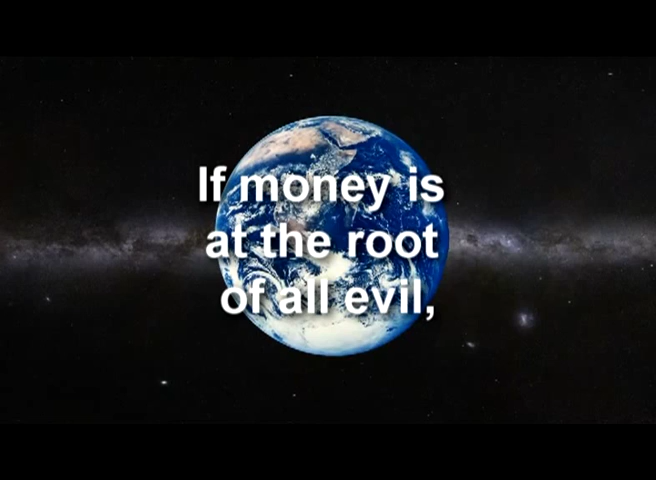 If money is
at the root
of all evil,